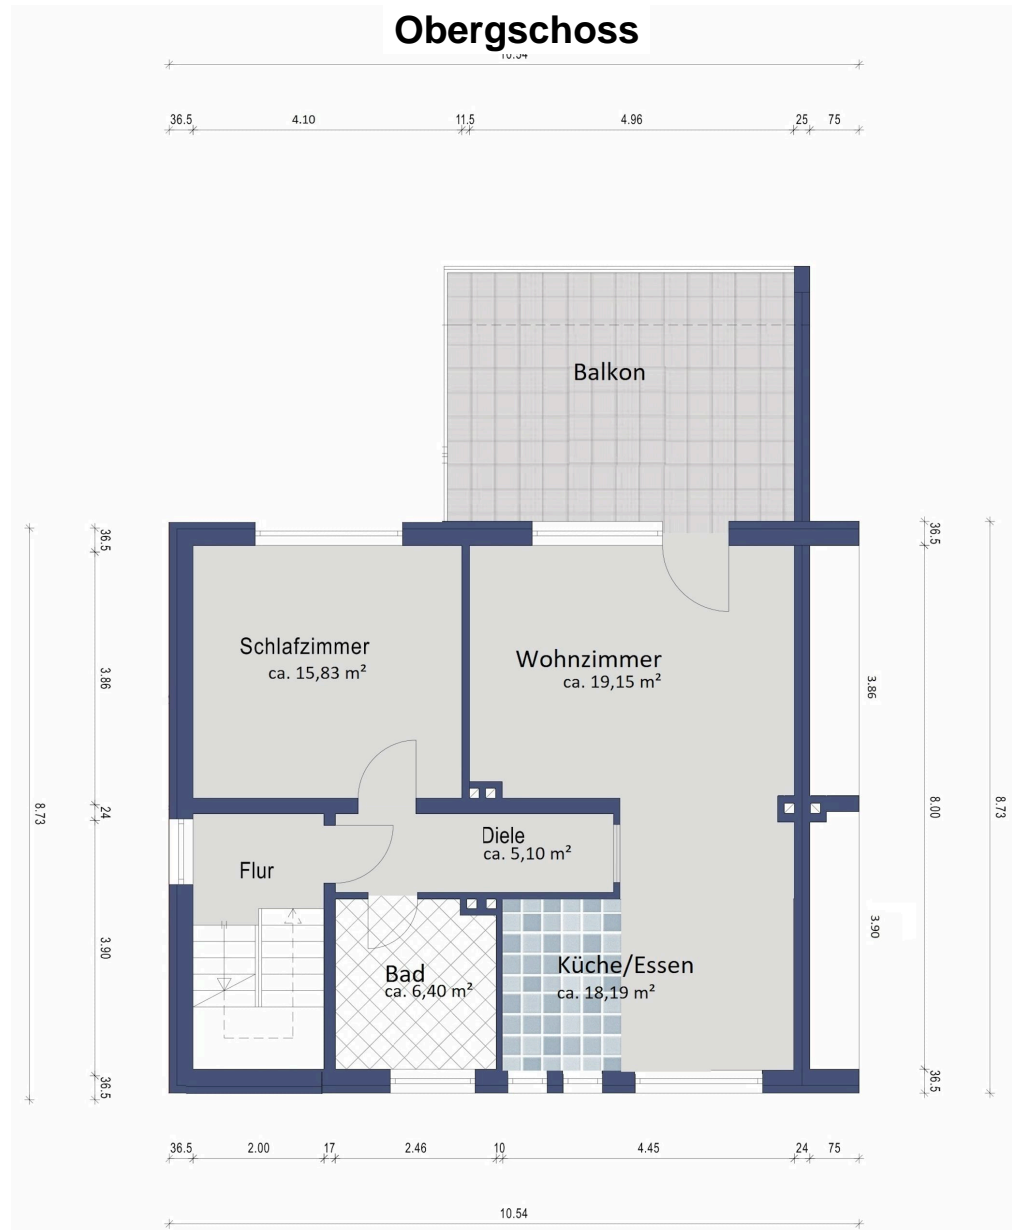 Obergschoss
10.54
36.5 4.10 11.5 4.96 25 75
Balkon
36.5
36.5
Schlafzimmer
ca. 15,83 m²
Wohnzimmer
ca. 19,15 m²
3.86
3.86
8.73
24
8.00
8.73
Diele
ca. 5,10 m²
Flur
3.90
3.90
Bad
ca. 6,40 m²
Küche/Essen
ca. 18,19 m²
36.5
36.5
36.5 2.00 17 2.46 10 4.45 24 75
10.54